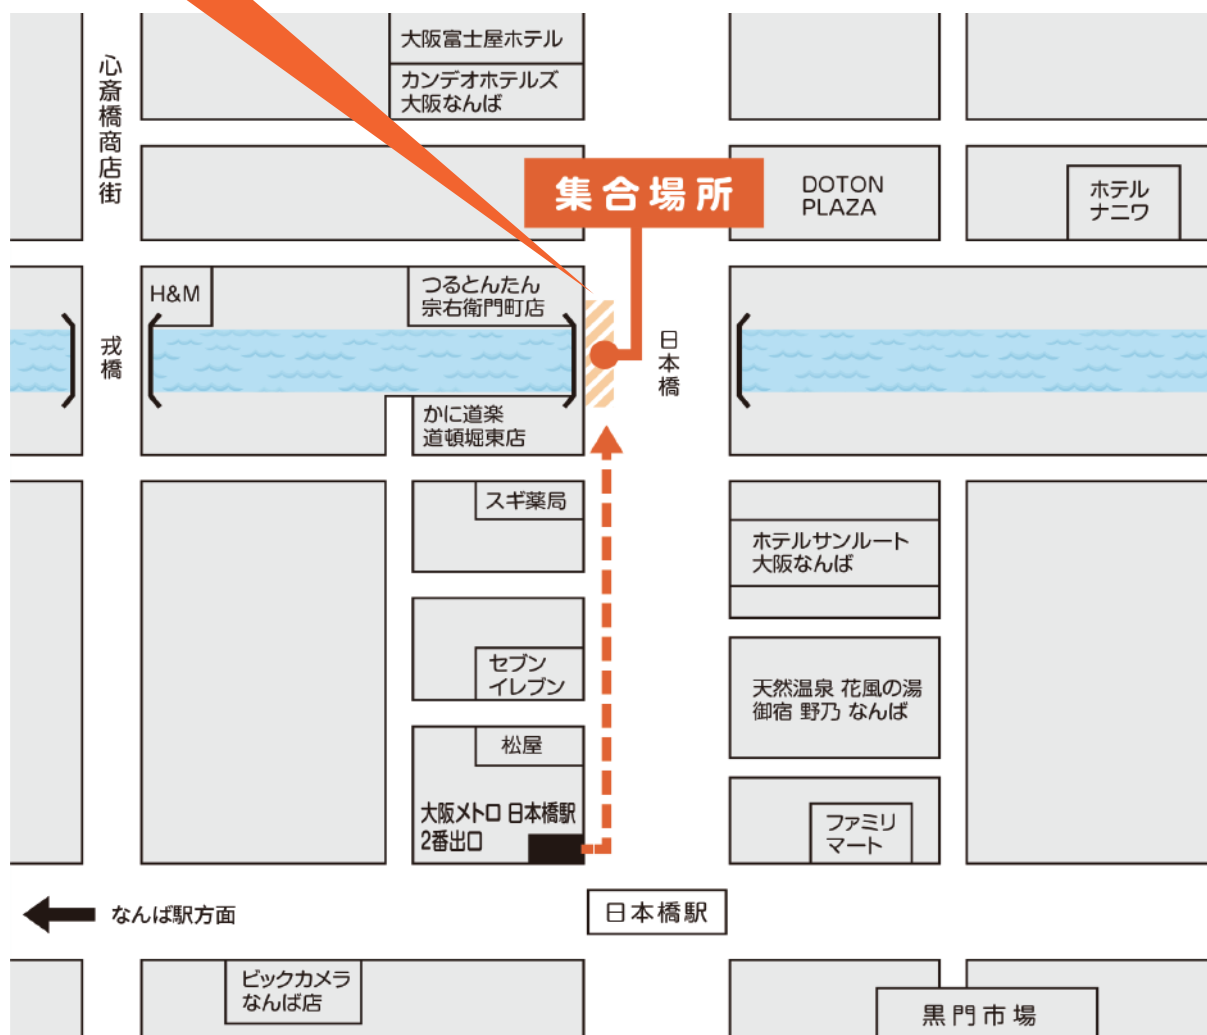 大阪富士屋ホテル
カンデオホテルズ
大阪なんば
心斎橋商店街
集合場所
DOTON
PLAZA
ホテル
ナニワ
H&M
つるとんたん
宗右衛門町店
戎橋
日本橋
かに道楽
道頓堀東店
スギ薬局
ホテルサンルート
大阪なんば
セブン
イレブン
天然温泉 花風の湯
御宿 野乃 なんば
松屋
大阪メトロ 日本橋駅
2番出口
ファミリ
マート
なんば駅方面
日本橋駅
ビックカメラ
なんば店
黒門市場